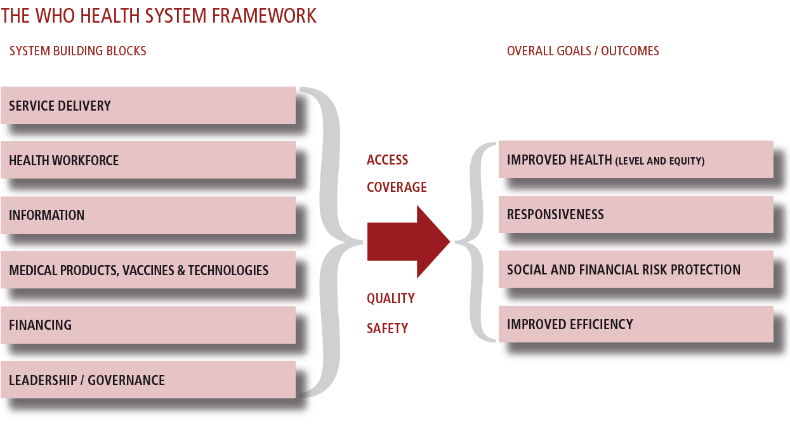 THE WHO HEALTH SYSTEM FRAMEWORK
SYSTEM BUILDING BLOCKS
SERVICE DELIVERY
HEALTH WORKFORCE
INFORMATION
MEDICAL PRODUCTS, VACCINES & TECHNOLOGIES
FINANCING
LEADERSHIP / GOVERNANCE
ACCESS
COVERAGE
QUALITY
SAFETY
OVERALL GOALS / OUTCOMES
IMPROVED HEALTH (LEVEL AND EQUITY)
RESPONSIVENESS
SOCIAL AND FINANCIAL RISK PROTECTION
IMPROVED EFFICIENCY